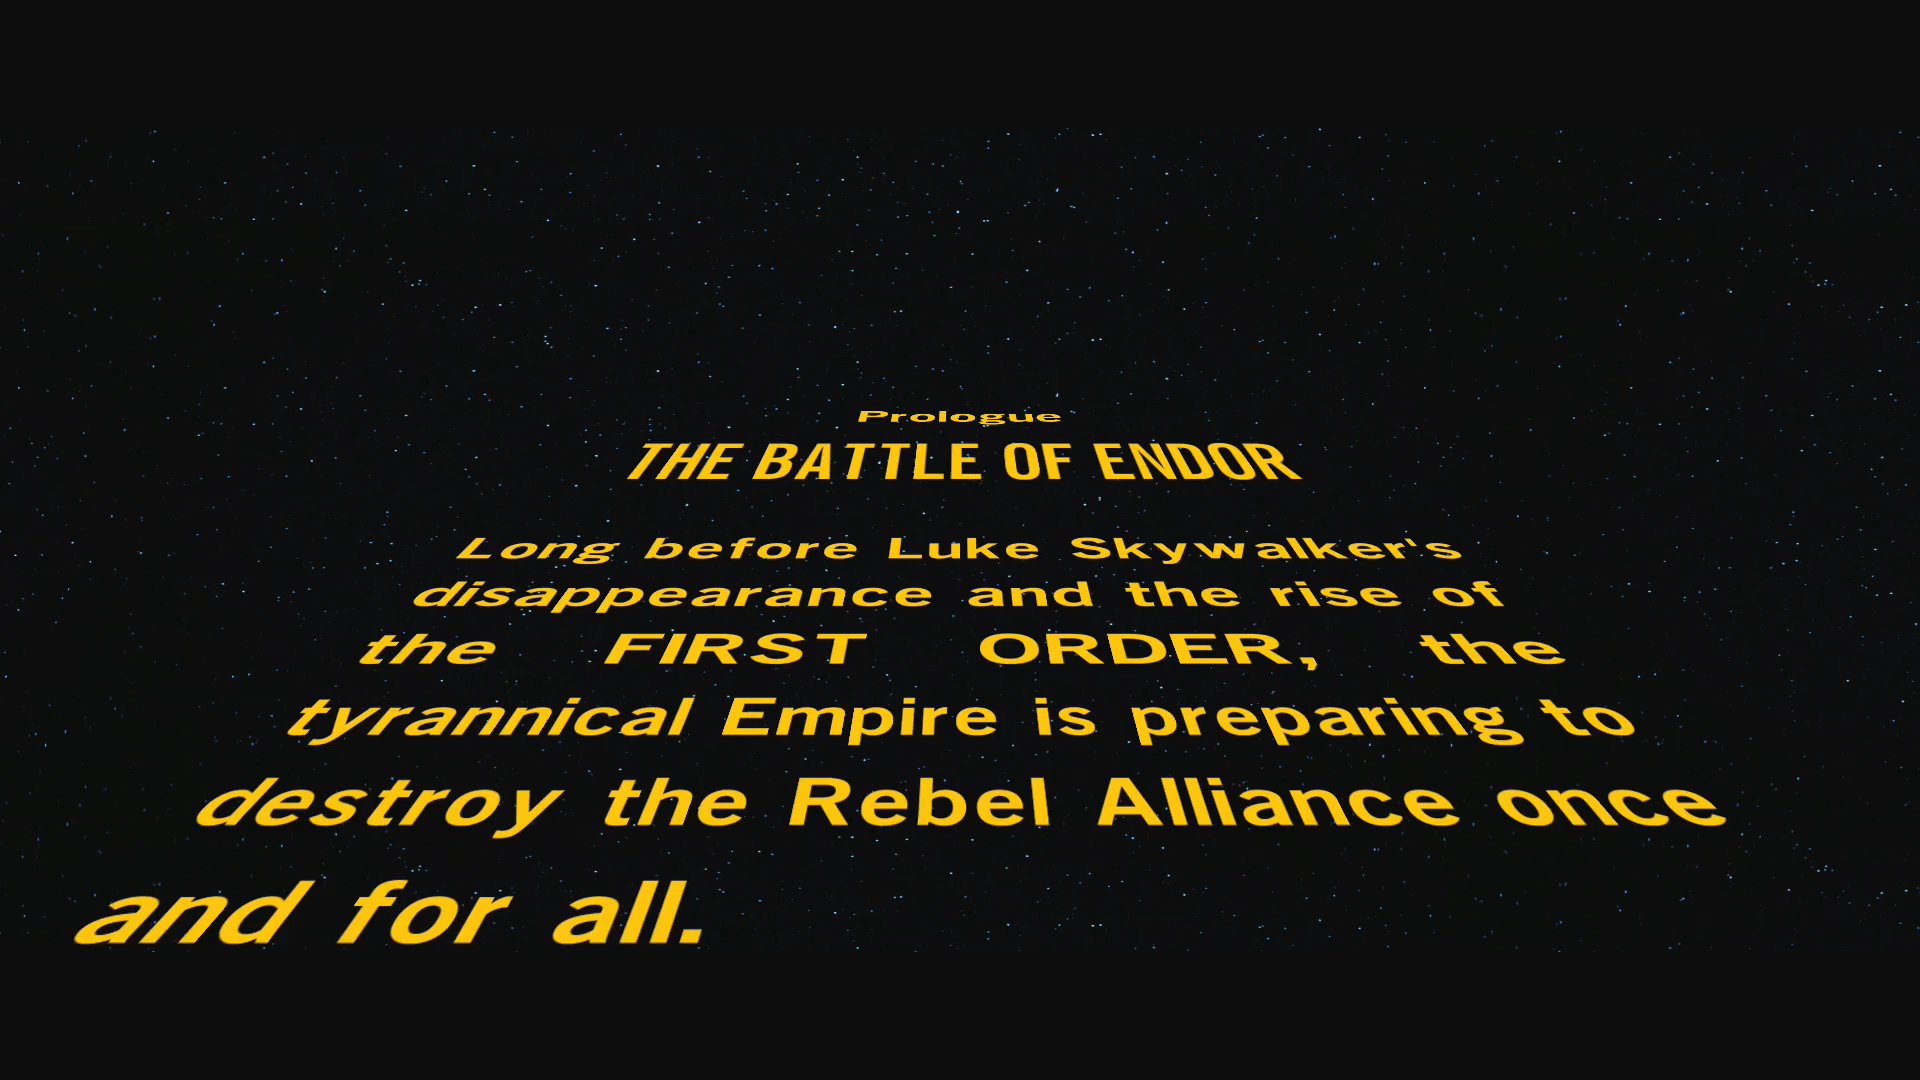 Prologue
THE BATTLE OF ENDOR
Long before Luke Skywalker's
disappearance and the rise of
the FIRST ORDER, the
tyrannical Empire is preparing to
destroy the Rebel Alliance once
and for all.